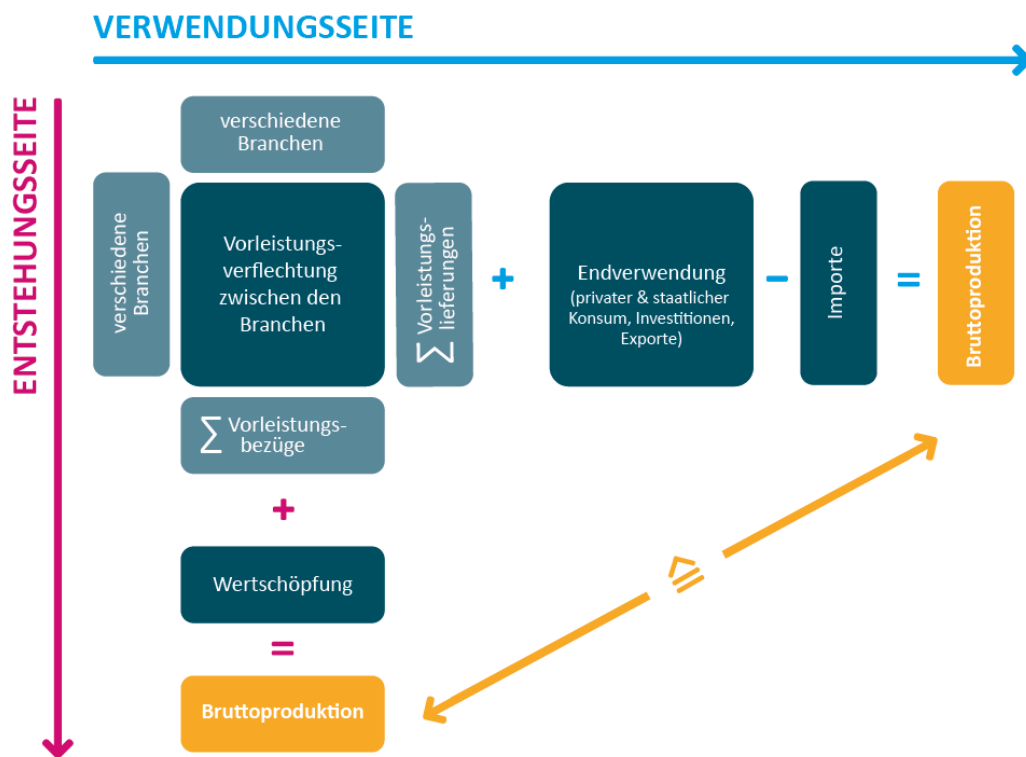 VERWENDUNGSSEITE
ENTSTEHUNGSSEITE
verschiedene
Branchen
verschiedene
Branchen
Vorleistungs-
verflechtung
zwischen den
Branchen
∑ Vorleistungs-
lieferungen
+
Endverwendung
(privater & staatlicher
Konsum, Investitionen,
Exporte)
−
Importe
=
Bruttoproduktion
∑ Vorleistungs-
bezüge
+
Wertschöpfung
=
Bruttoproduktion
≙